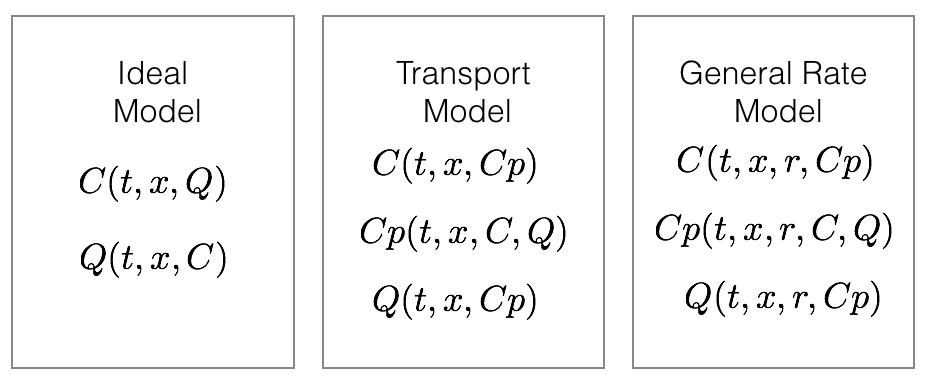 Ideal
Model
C(t, x, Q)
Q(t, x, C)
Transport
Model
C(t, x, Cp)
Cp(t, x, C, Q)
Q(t, x, Cp)
General Rate
Model
C(t, x, r, Cp)
Cp(t, x, r, C, Q)
Q(t, x, r, Cp)